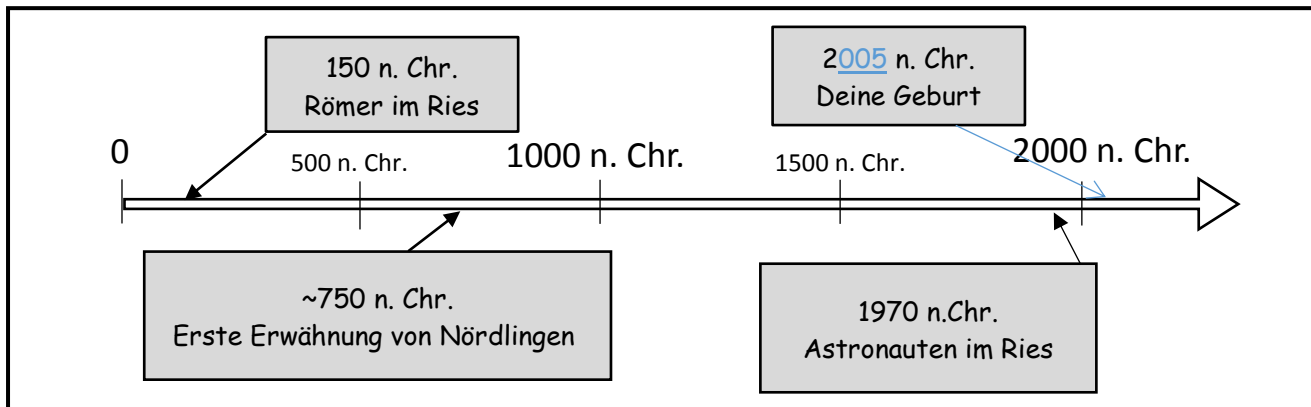 150 n. Chr.
Römer im Ries
2005 n. Chr.
Deine Geburt
0
500 n. Chr.
1000 n. Chr.
1500 n. Chr.
2000 n. Chr.
~750 n. Chr.
Erste Erwähnung von Nördlingen
1970 n.Chr.
Astronauten im Ries